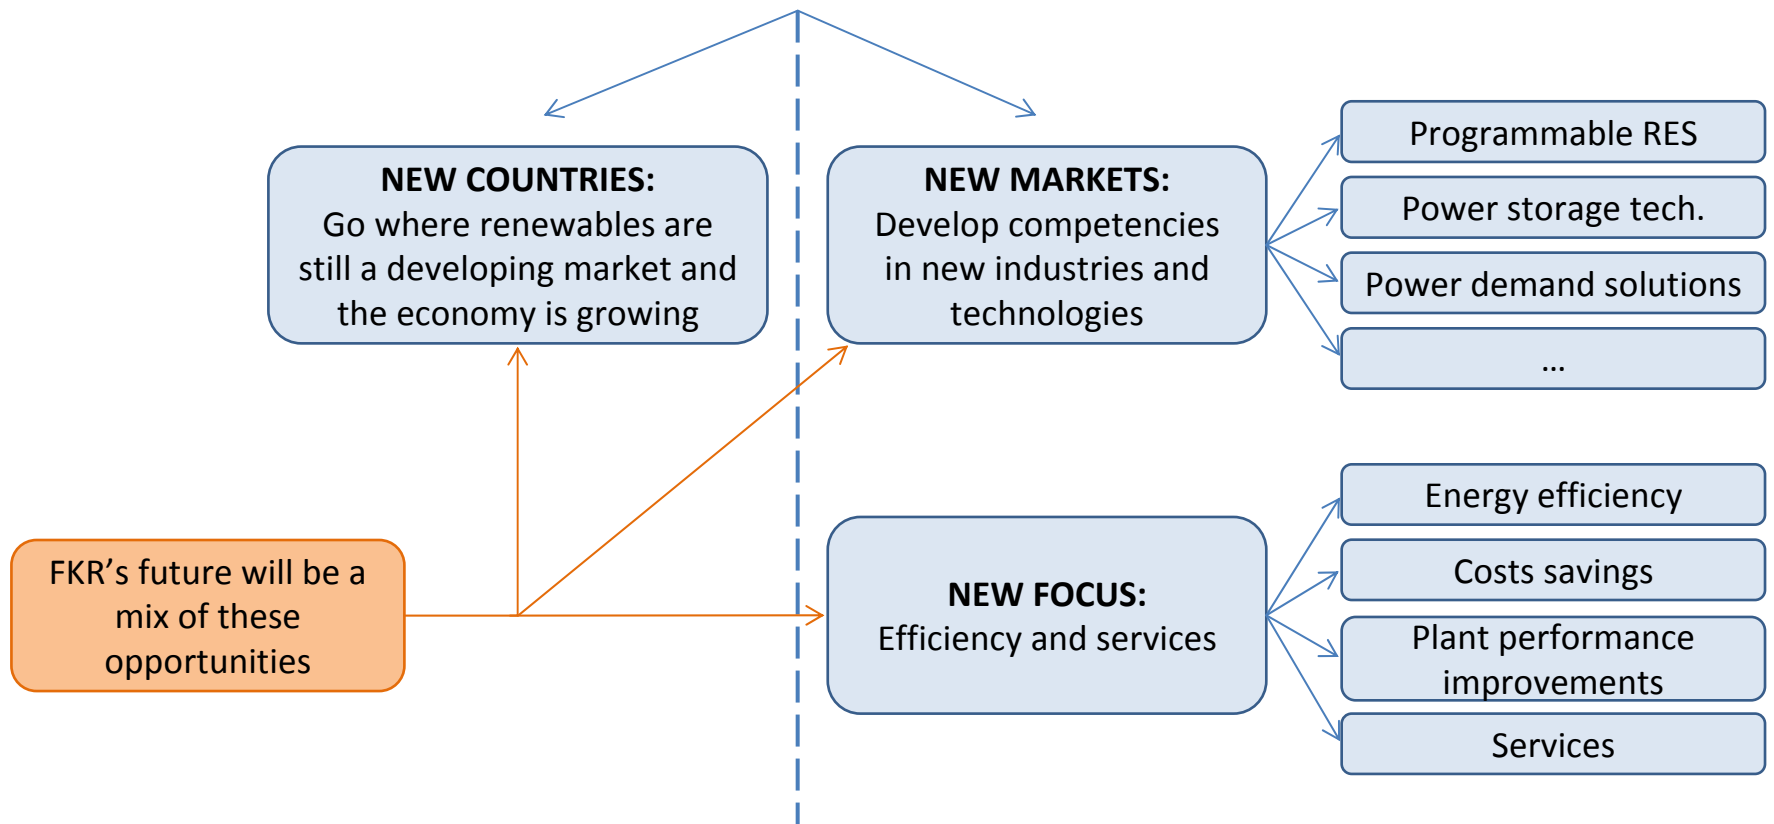 NEW COUNTRIES:
Go where renewables are
still a developing market and
the economy is growing
NEW MARKETS:
Develop competencies
in new industries and
technologies
Programmable RES
Power storage tech.
Power demand solutions
…
FKR’s future will be a
mix of these
opportunities
NEW FOCUS:
Efficiency and services
Energy efficiency
Costs savings
Plant performance
improvements
Services